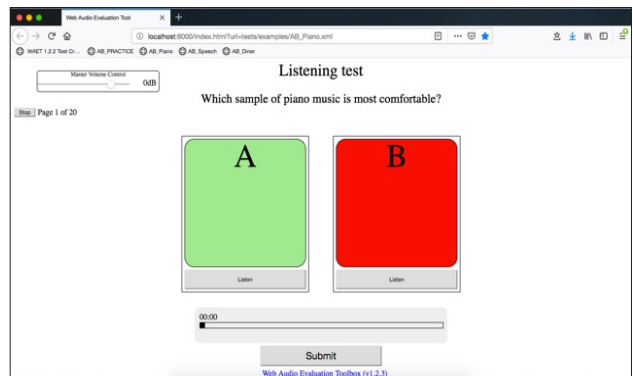 Web Audio Evaluation Tool
localhost:8000/index.html?url=tests/examples/AB_Piano.xml
WAET 1.2.2 Test Cr... AB_PRACTICE AB_Piano AB_Speech AB_Diner
Master Volume Control
0dB
Listening test
Which sample of piano music is most comfortable?
Stop Page 1 of 20
A B
Listen Listen
00:00
Submit
Web Audio Evaluation Toolbox (v1.2.3)